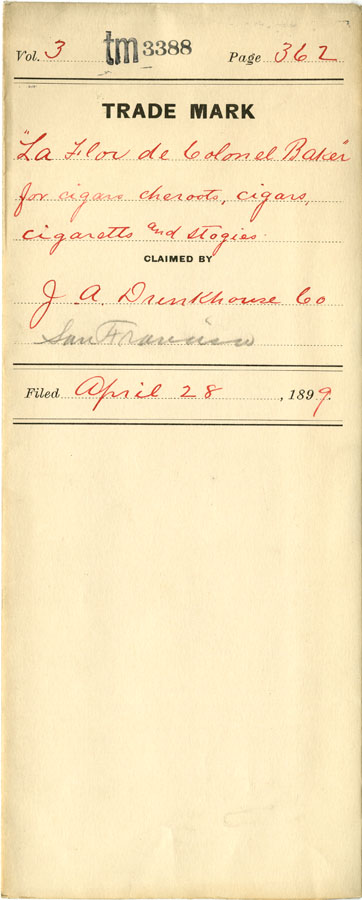 Vol. 3 tm 3388 Page 362
TRADE MARK
"La Flor de Colonel Baker"
for cigars cheroots, cigars,
cigaretts and stogies.
CLAIMED BY
J A. Drinkhouse Co
San Francisco
Filed April 28, 1899.